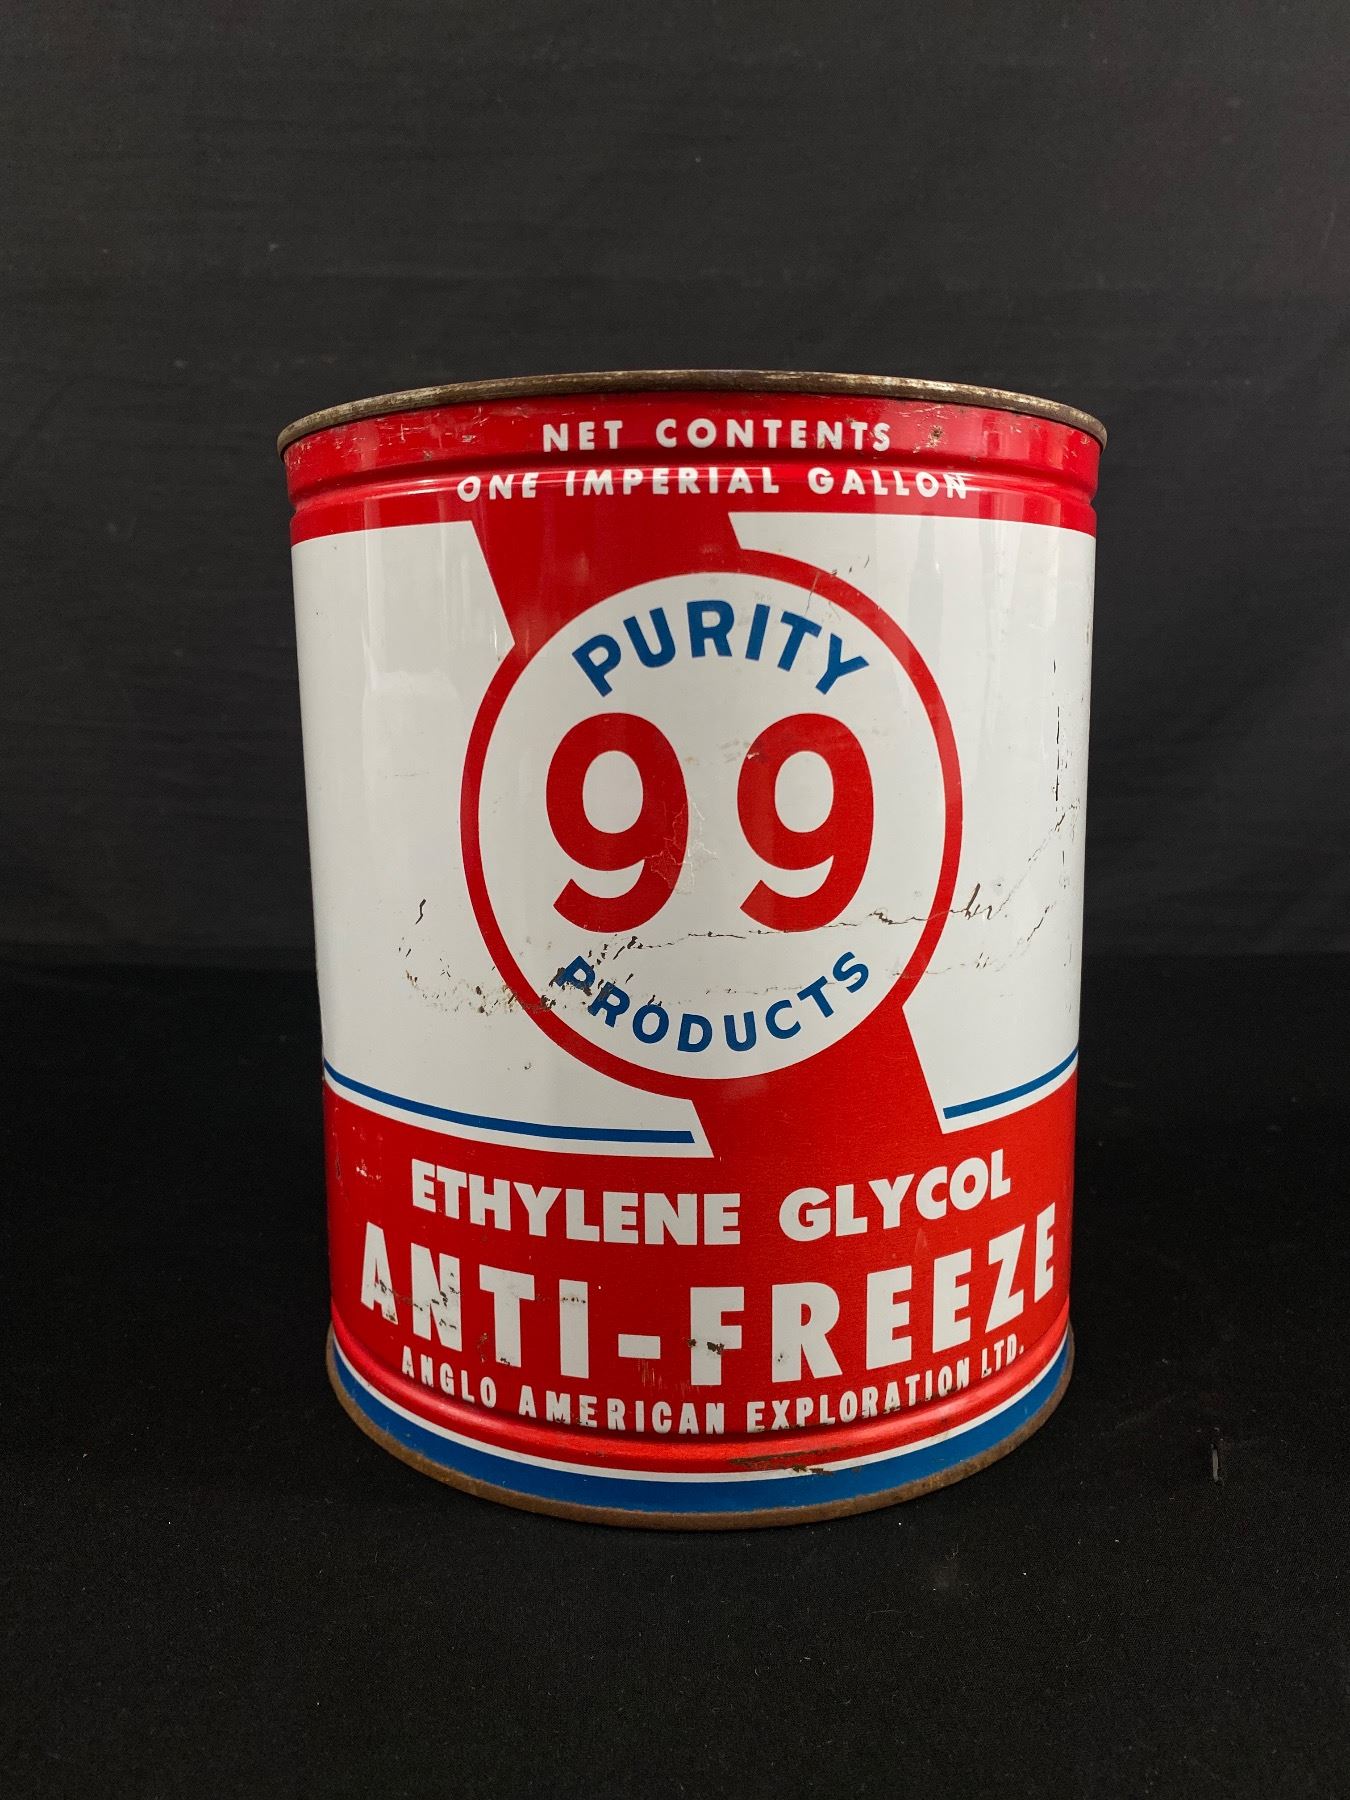 NET CONTENTS
ONE IMPERIAL GALLON
PURITY
99
PRODUCTS
ETHYLENE GLYCOL
ANTI-FREEZE
ANGLO AMERICAN EXPLORATION LTD.